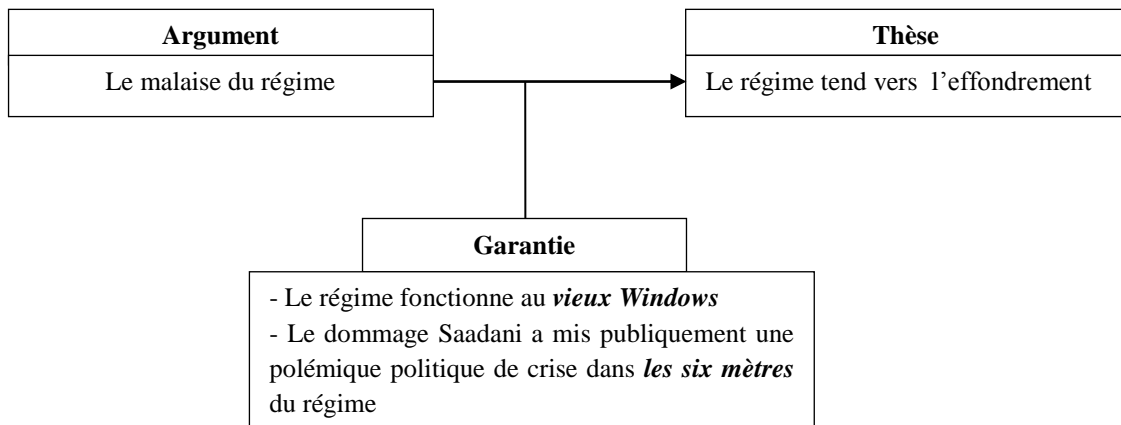 Argument
Le malaise du régime
Thèse
Le régime tend vers l'effondrement
Garantie
- Le régime fonctionne au vieux Windows
- Le dommage Saadani a mis publiquement une
polémique politique de crise dans les six mètres
du régime